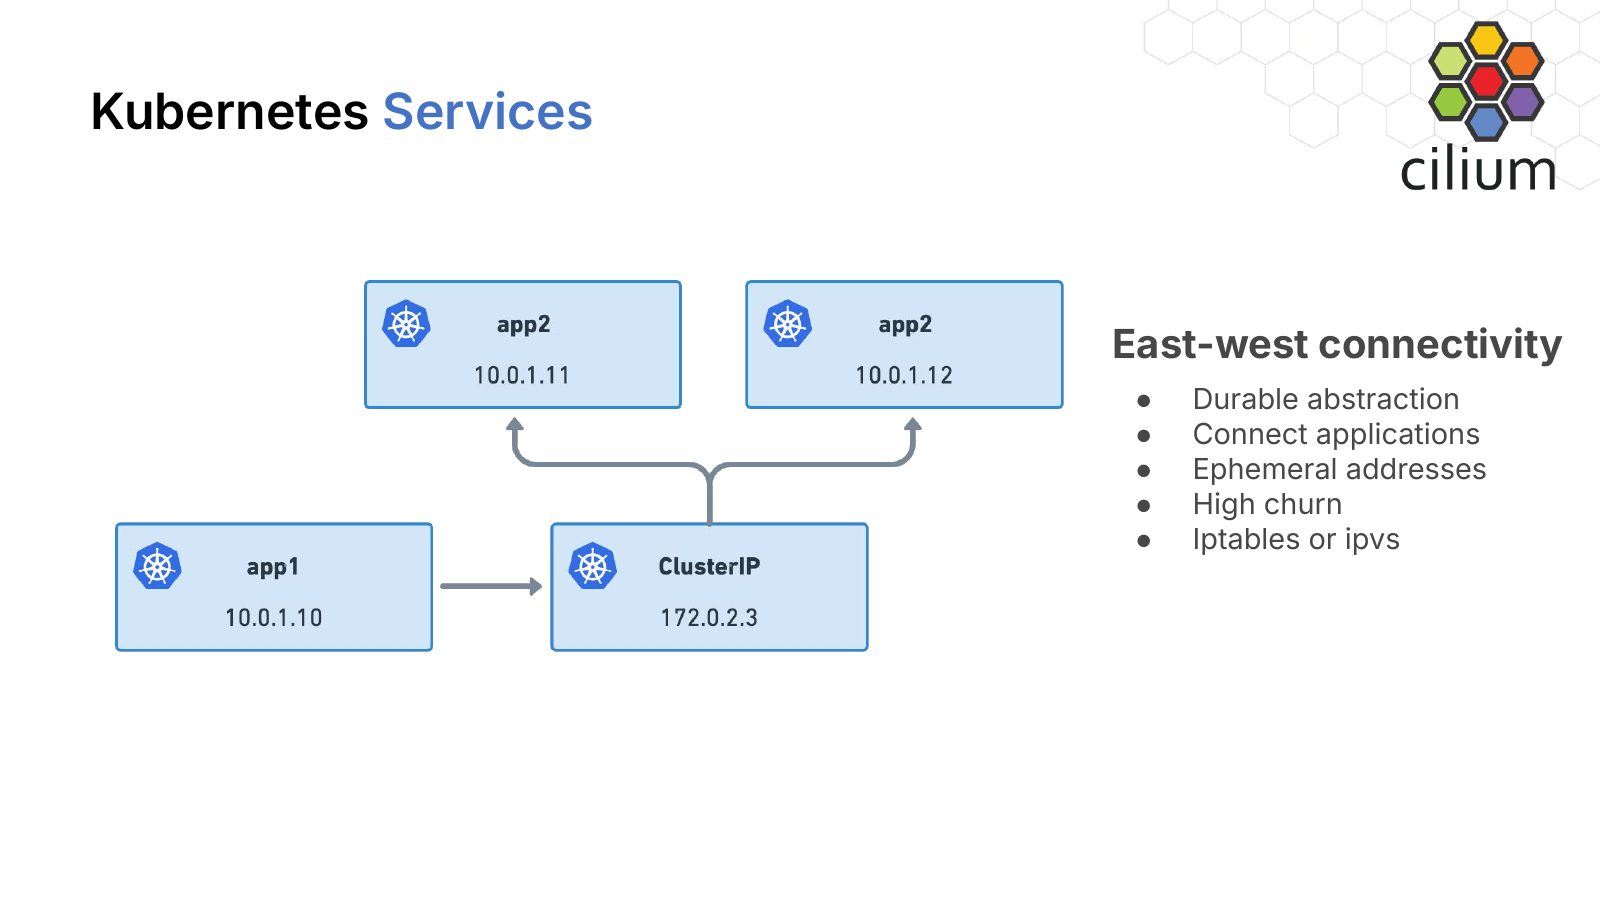 Kubernetes Services
cilium
app2
10.0.1.11
app2
10.0.1.12
app1
10.0.1.10
ClusterIP
172.0.2.3
East-west connectivity
● Durable abstraction
● Connect applications
● Ephemeral addresses
● High churn
● Iptables or ipvs